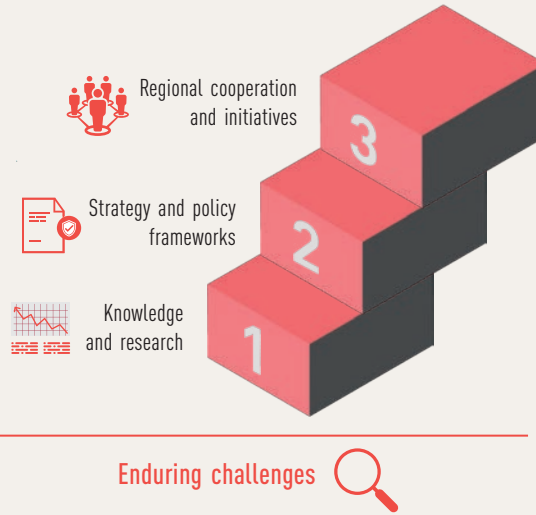 Regional cooperation
and initiatives
3
Strategy and policy
frameworks
2
Knowledge
and research
1
Enduring challenges